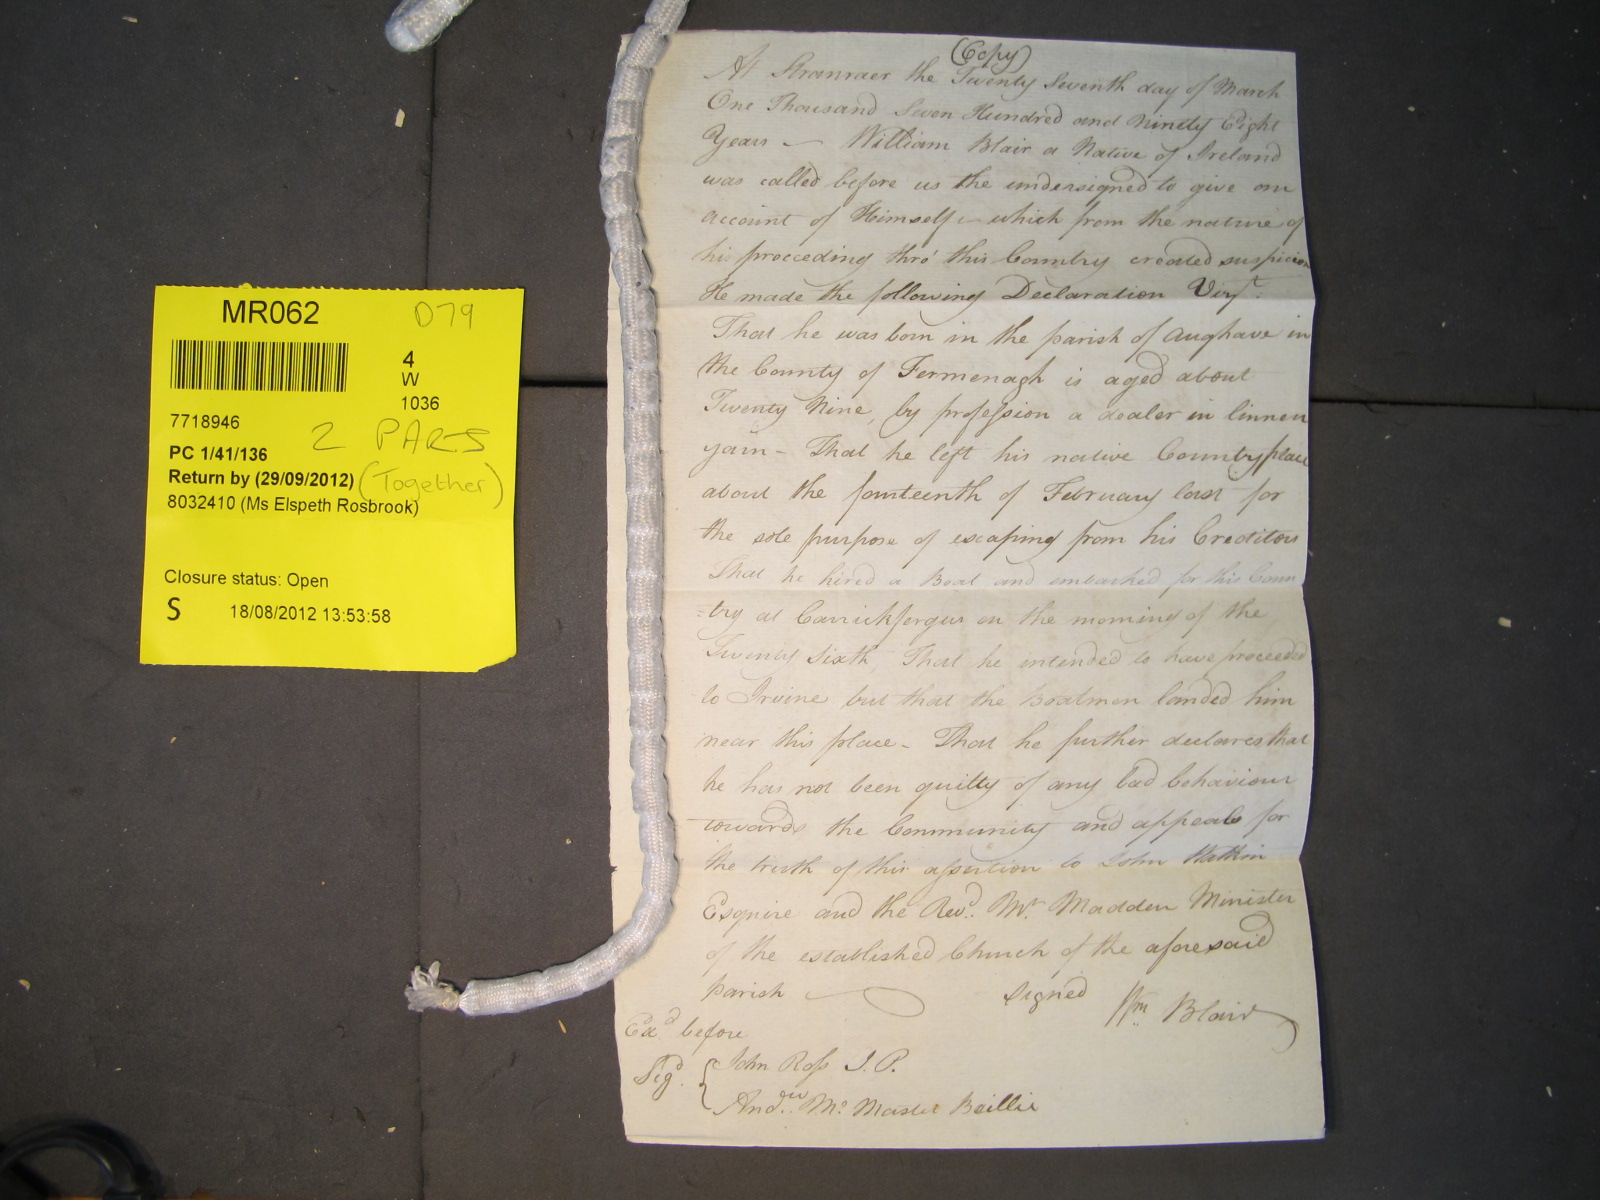 MR062
D79
4
W
1036
7718946
2 PARTS
PC 1/41/136
Return by (29/09/2012) (Together)
8032410 (Ms Elspeth Rosbrook)
Closure status: Open
S 18/08/2012 13:53:58
(Copy)
At Stranraer the Twenty Seventh day of March
One Thousand Seven Hundred and Ninety Eight
Years — William Blair a Native of Ireland
was called before us the undersigned to give an
account of Himself — which from the nature of
his proceeding thro' this Country created suspicion
He made the following Declaration Vizt.
That he was born in the parish of Aughave in
the County of Fermenagh is aged about
Twenty Nine, by profession a dealer in linnen
yarn - That he left his native Country place
about the fourteenth of February last for
the sole purpose of escaping from his Creditors
That he hired a Boat and embarked for this Coun
=try at Carrickfergus on the morning of the
Twenty Sixth, That he intended to have proceeded
to Irvine but that the Boatmen landed him
near this place - That he further declares that
he has not been guilty of any bad behaviour
towards the Community and appeals for
the truth of this assertion to John
Esquire and the Revd. Mr. Madden Minister
of the established Church of the aforesaid
parish Signed Wm Blair
Exd. before
Sigd. { John Ross J. P.
Andw. Mc Master Baillie